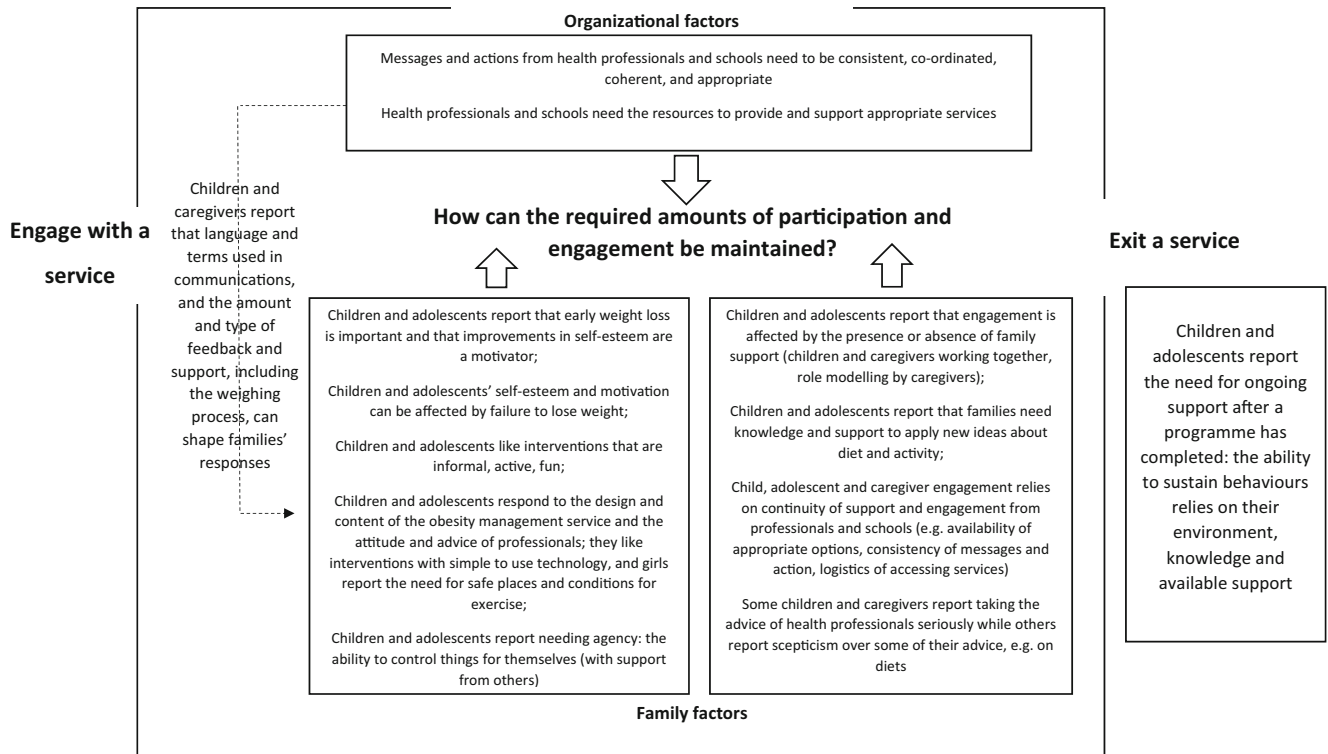 Organizational factors
Messages and actions from health professionals and schools need to be consistent, co-ordinated,
coherent, and appropriate
Health professionals and schools need the resources to provide and support appropriate services
Engage with a
service
Children and
caregivers report
that language and
terms used in
communications,
and the amount
and type of
feedback and
support, including
the weighing
process, can
shape families’
responses
How can the required amounts of participation and
engagement be maintained?
Children and adolescents report that early weight loss
is important and that improvements in self-esteem are
a motivator;
Children and adolescents’ self-esteem and motivation
can be affected by failure to lose weight;
Children and adolescents like interventions that are
informal, active, fun;
Children and adolescents respond to the design and
content of the obesity management service and the
attitude and advice of professionals; they like
interventions with simple to use technology, and girls
report the need for safe places and conditions for
exercise;
Children and adolescents report needing agency: the
ability to control things for themselves (with support
from others)
Children and adolescents report that engagement is
affected by the presence or absence of family
support (children and caregivers working together,
role modelling by caregivers);
Children and adolescents report that families need
knowledge and support to apply new ideas about
diet and activity;
Child, adolescent and caregiver engagement relies
on continuity of support and engagement from
professionals and schools (e.g. availability of
appropriate options, consistency of messages and
action, logistics of accessing services)
Some children and caregivers report taking the
advice of health professionals seriously while others
report scepticism over some of their advice, e.g. on
diets
Family factors
Exit a service
Children and
adolescents report
the need for ongoing
support after a
programme has
completed: the ability
to sustain behaviours
relies on their
environment,
knowledge and
available support